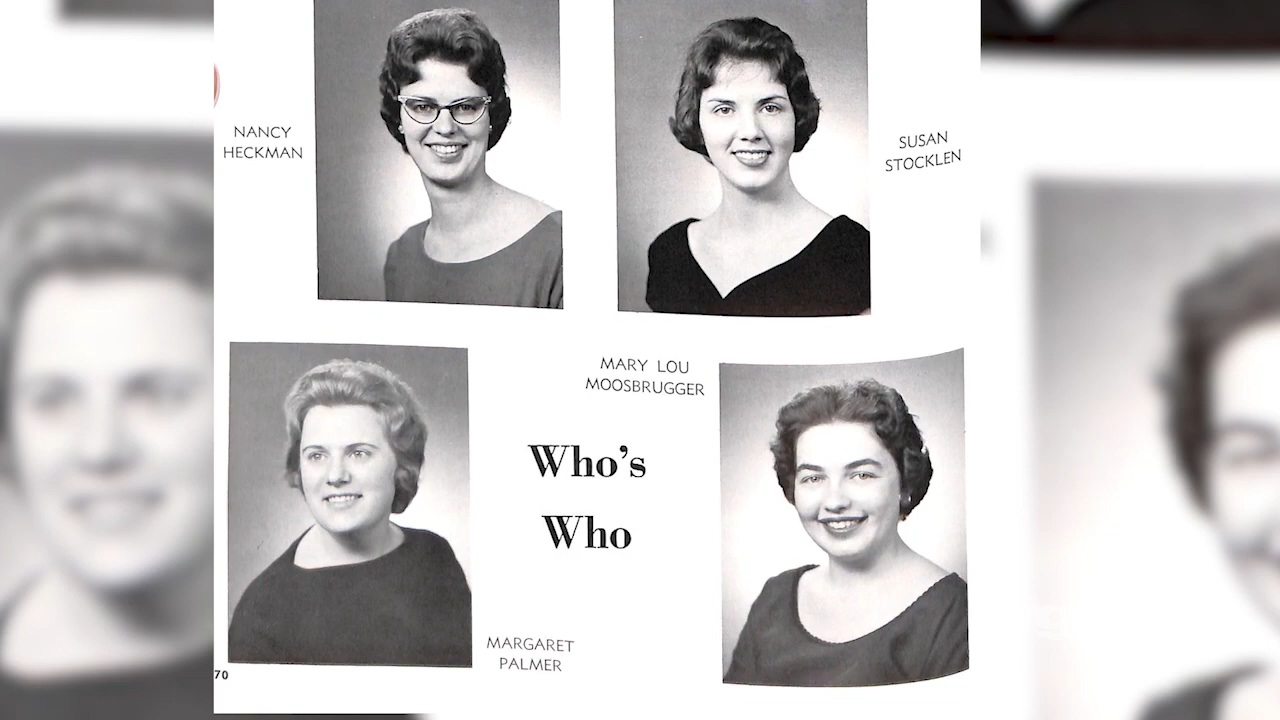 NANCY
HECKMAN
SUSAN
STOCKLEN
MARY LOU
MOOSBRUGGER
Who's
Who
MARGARET
PALMER
70